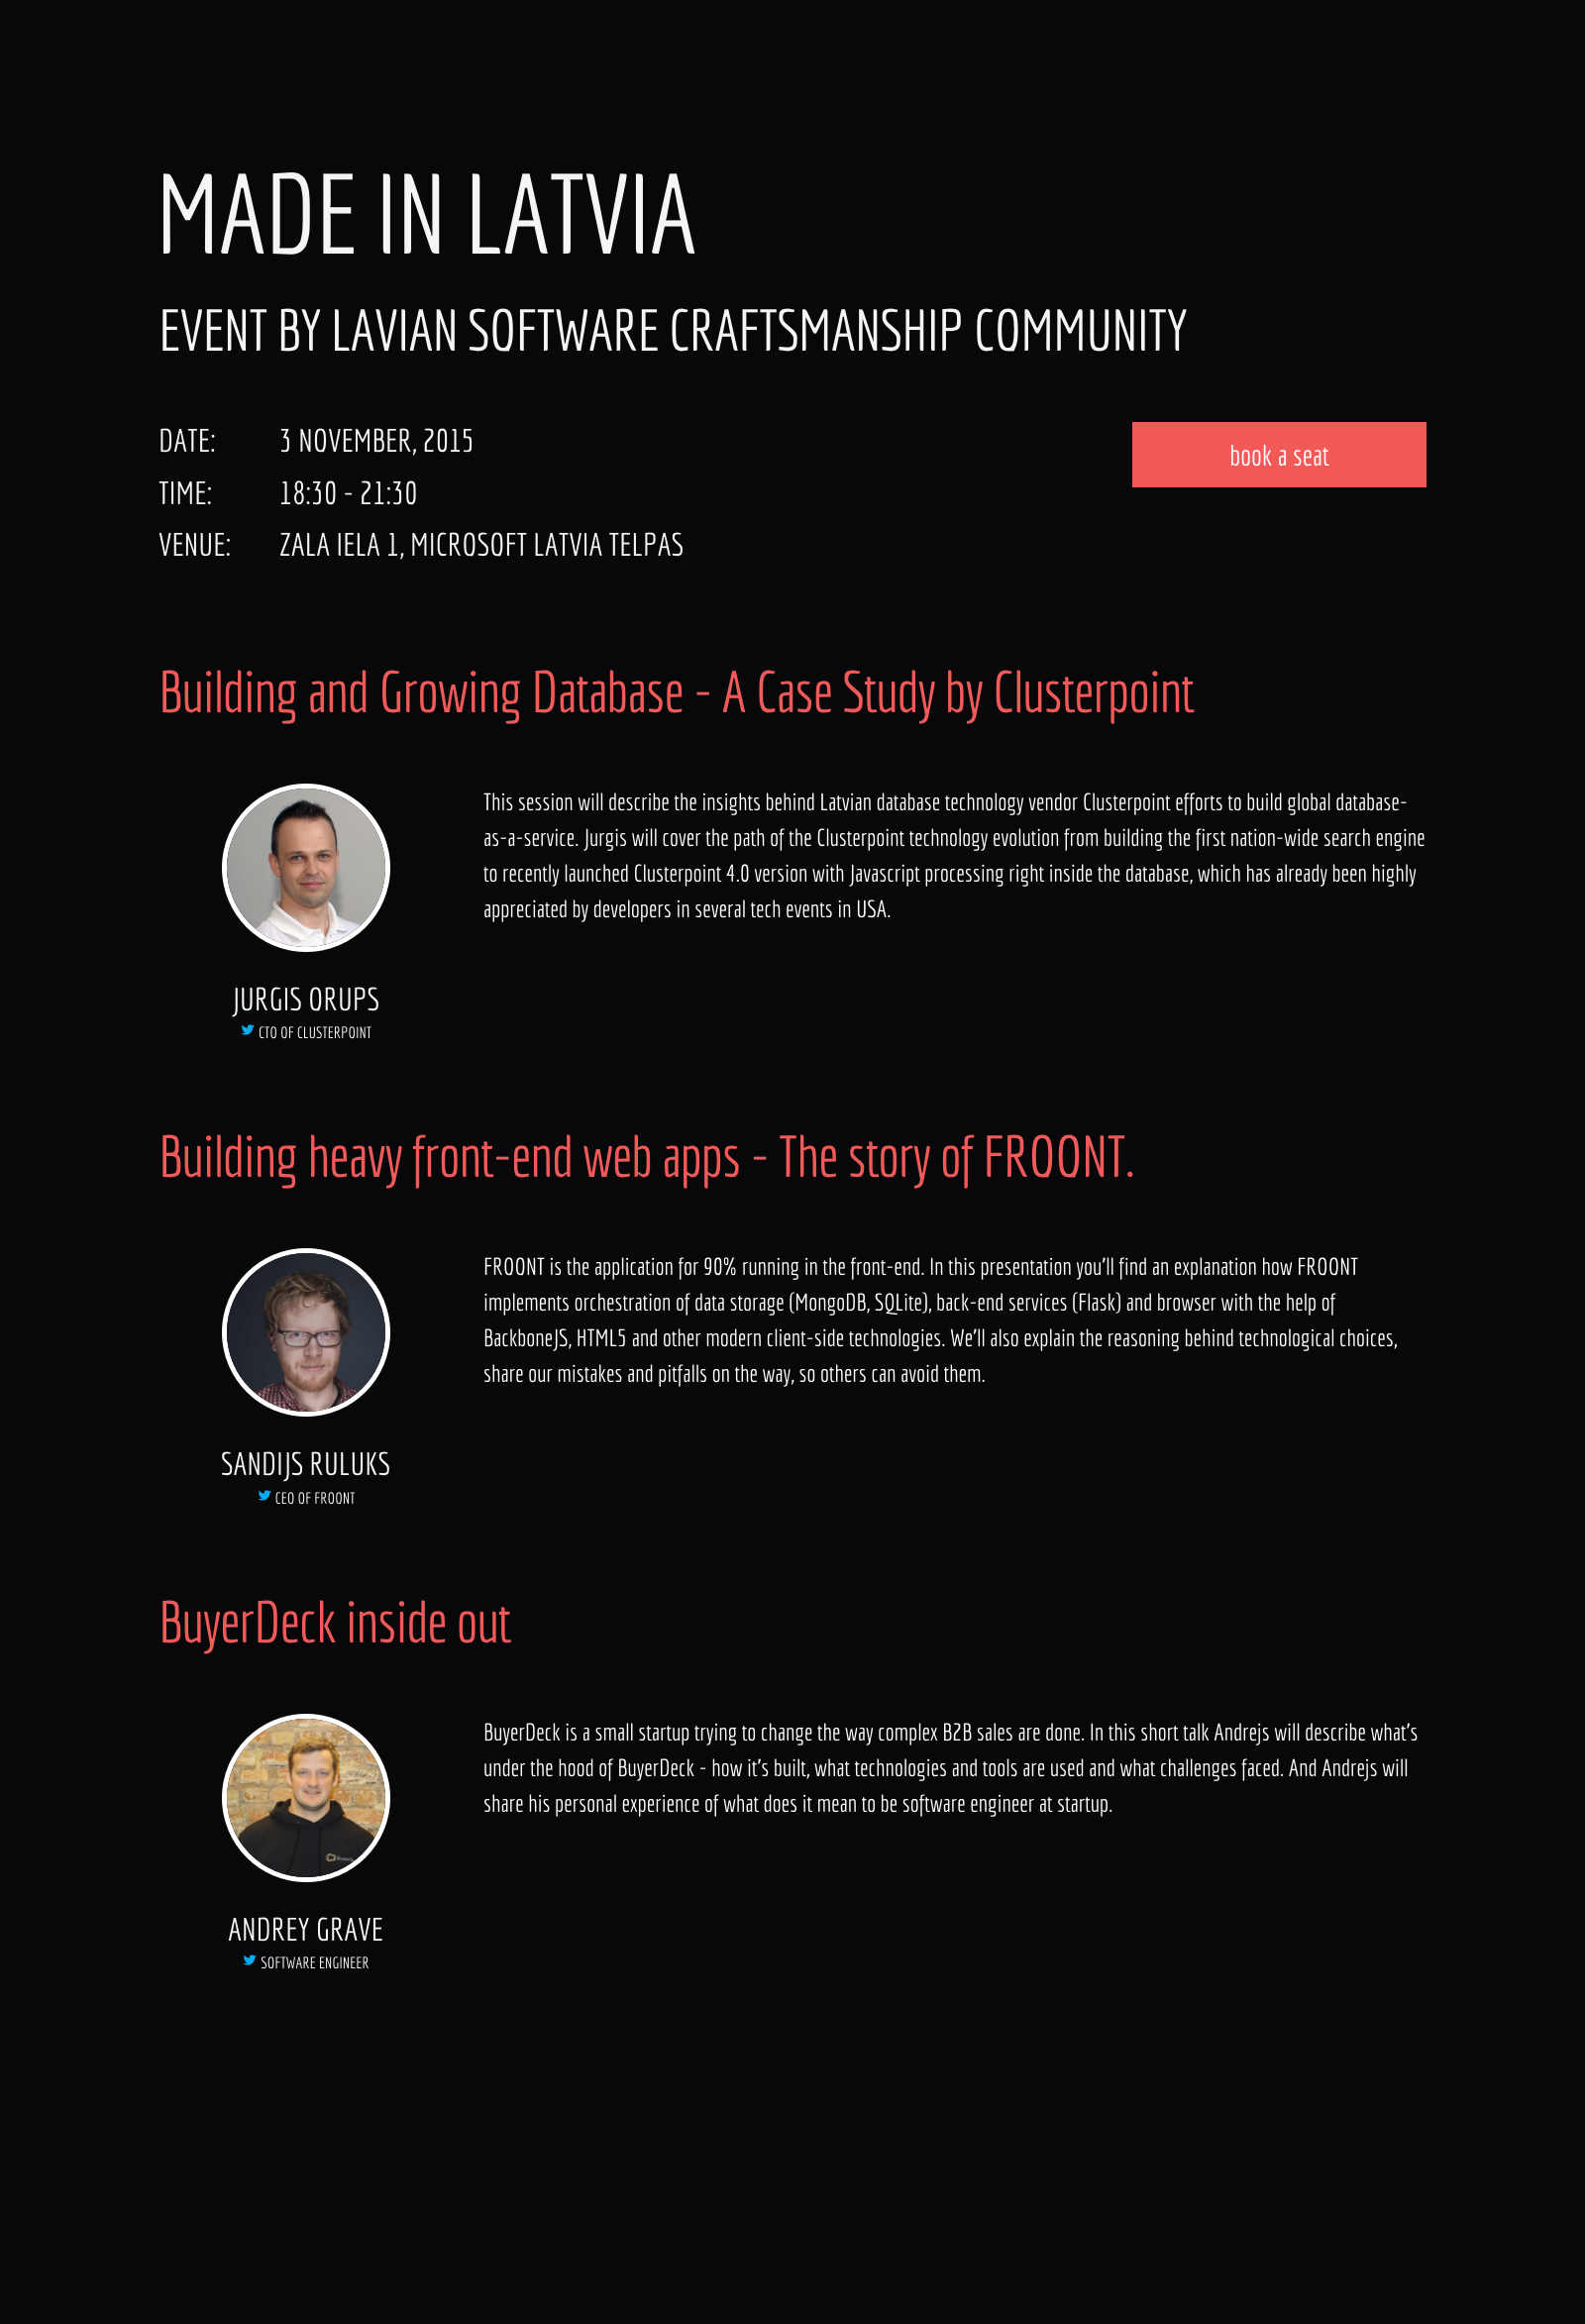 MADE IN LATVIA
EVENT BY LAVIAN SOFTWARE CRAFTSMANSHIP COMMUNITY
DATE: 3 NOVEMBER, 2015
book a seat
TIME: 18:30 - 21:30
VENUE: ZALA IELA 1, MICROSOFT LATVIA TELPAS
Building and Growing Database - A Case Study by Clusterpoint
This session will describe the insights behind Latvian database technology vendor Clusterpoint efforts to build global database-
as-a-service. Jurgis will cover the path of the Clusterpoint technology evolution from building the first nation-wide search engine
to recently launched Clusterpoint 4.0 version with Javascript processing right inside the database, which has already been highly
appreciated by developers in several tech events in USA.
JURGIS ORUPS
CTO OF CLUSTERPOINT
Building heavy front-end web apps - The story of FROONT.
FROONT is the application for 90% running in the front-end. In this presentation you'll find an explanation how FROONT
implements orchestration of data storage (MongoDB, SQLite), back-end services (Flask) and browser with the help of
BackboneJS, HTML5 and other modern client-side technologies. We'll also explain the reasoning behind technological choices,
share our mistakes and pitfalls on the way, so others can avoid them.
SANDIJS RULUKS
CEO OF FROONT
BuyerDeck inside out
BuyerDeck is a small startup trying to change the way complex B2B sales are done. In this short talk Andrejs will describe what's
under the hood of BuyerDeck - how it's built, what technologies and tools are used and what challenges faced. And Andrejs will
share his personal experience of what does it mean to be software engineer at startup.
ANDREY GRAVE
SOFTWARE ENGINEER